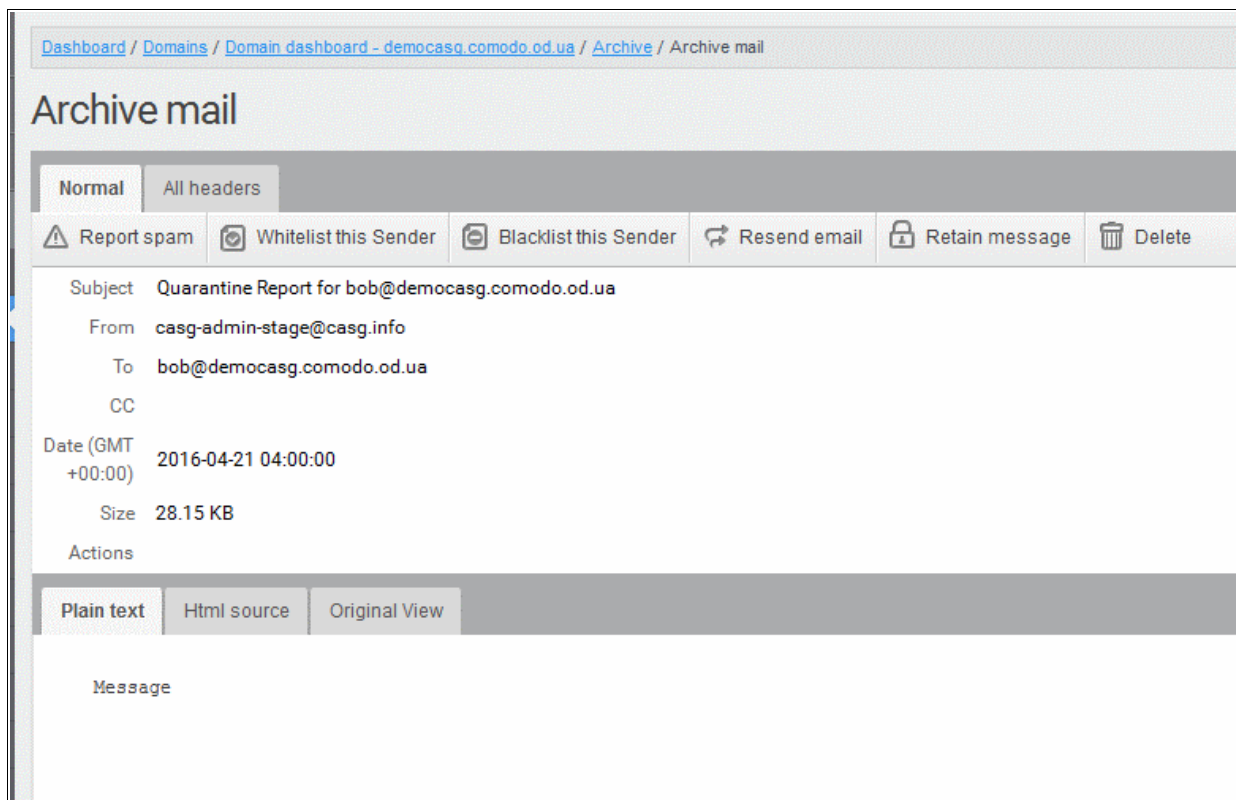 Dashboard / Domains / Domain dashboard - democasg.comodo.od.ua / Archive / Archive mail
Archive mail
Normal All headers
Report spam Whitelist this Sender Blacklist this Sender Resend email Retain message Delete
Subject Quarantine Report for bob@democasg.comodo.od.ua
From casg-admin-stage@casg.info
To bob@democasg.comodo.od.ua
CC
Date (GMT
+00:00) 2016-04-21 04:00:00
Size 28.15 KB
Actions
Plain text Html source Original View
Message